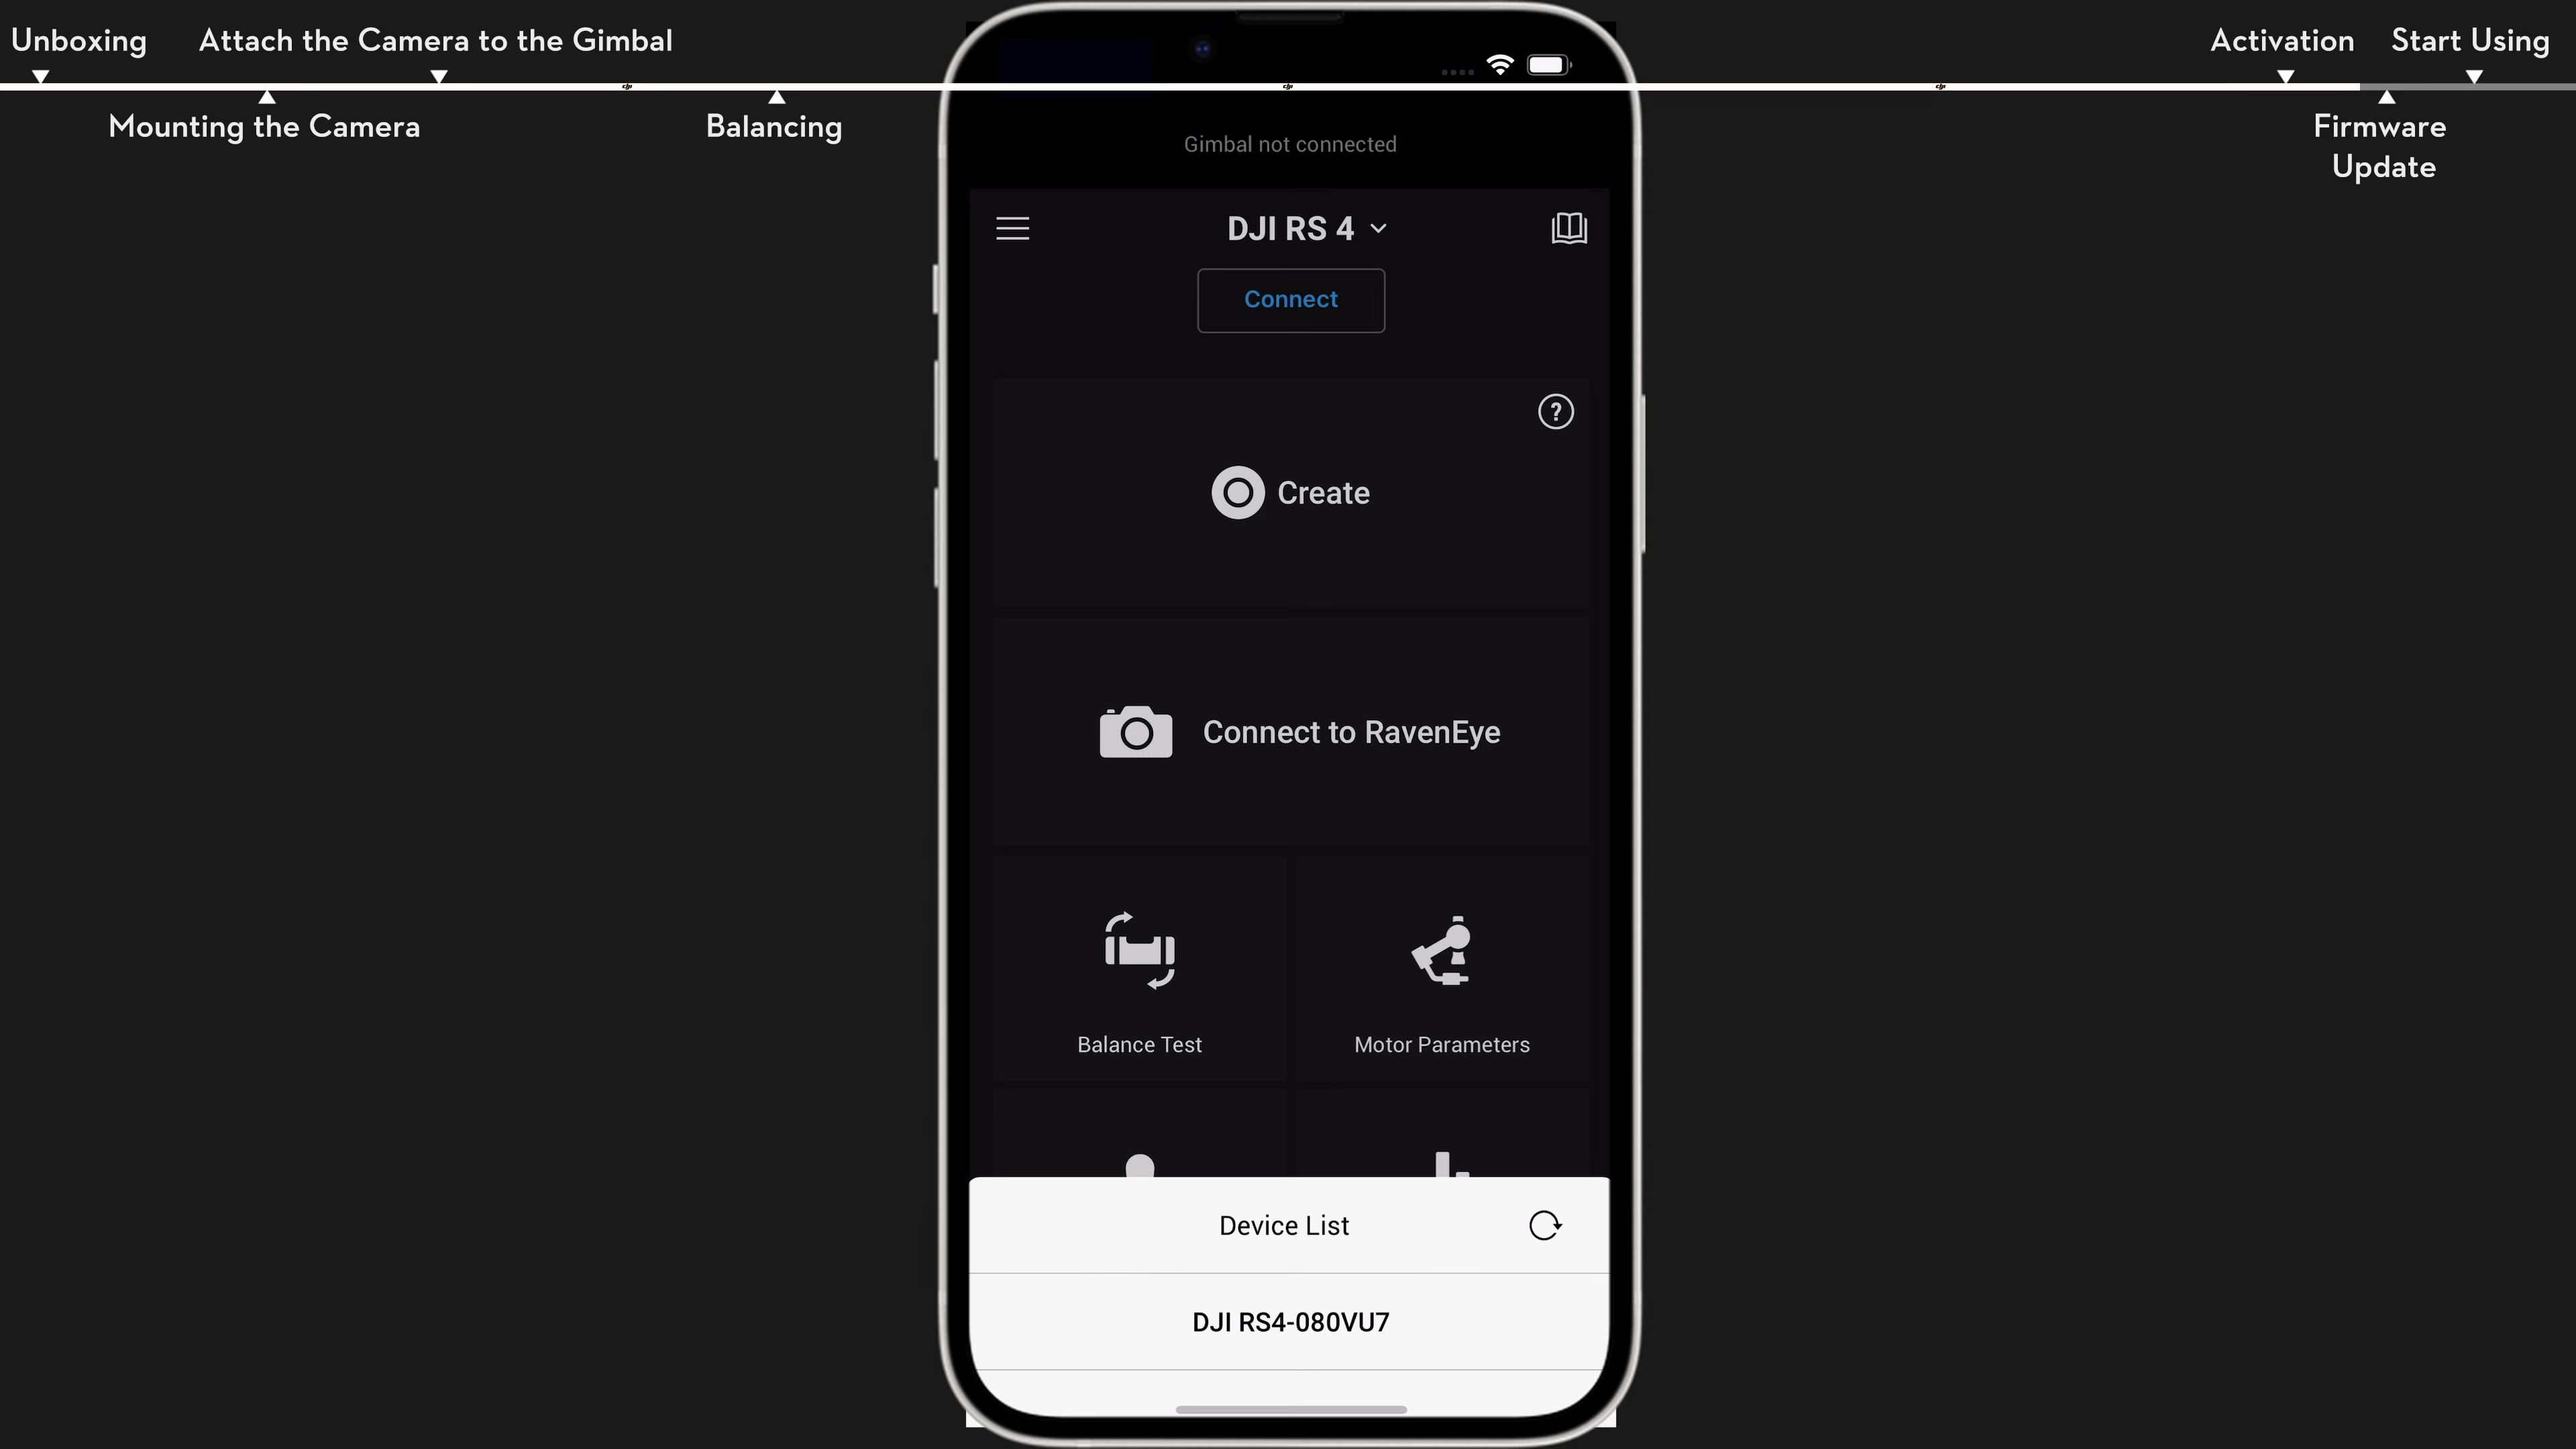 Unboxing
Attach the Camera to the Gimbal
Activation
Start Using
Mounting the Camera
Balancing
Firmware
Update
Gimbal not connected
DJI RS 4
Connect
?
Create
Connect to RavenEye
Balance Test
Motor Parameters
Device List
DJI RS4-080VU7